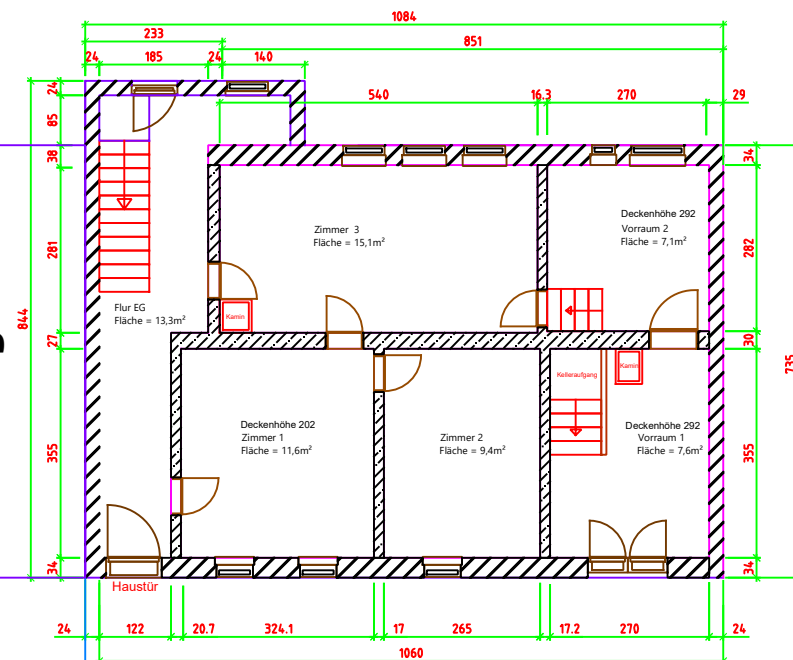 1084
233
851
24
185
24
140
540
16.3
270
29
24
85
38
281
844
27
355
34
34
282
30
735
355
34
Deckenhöhe 292
Zimmer 3
Vorraum 2
Fläche = 15,1m²
Fläche = 7,1m²
Flur EG
Fläche = 13,3m²
Kamin
Kamin
Kelleraufgang
Deckenhöhe 202
Zimmer 1
Fläche = 11,6m²
Zimmer 2
Fläche = 9,4m²
Deckenhöhe 292
Vorraum 1
Fläche = 7,6m²
Haustür
24
122
20.7
324.1
17
265
17.2
270
24
1060